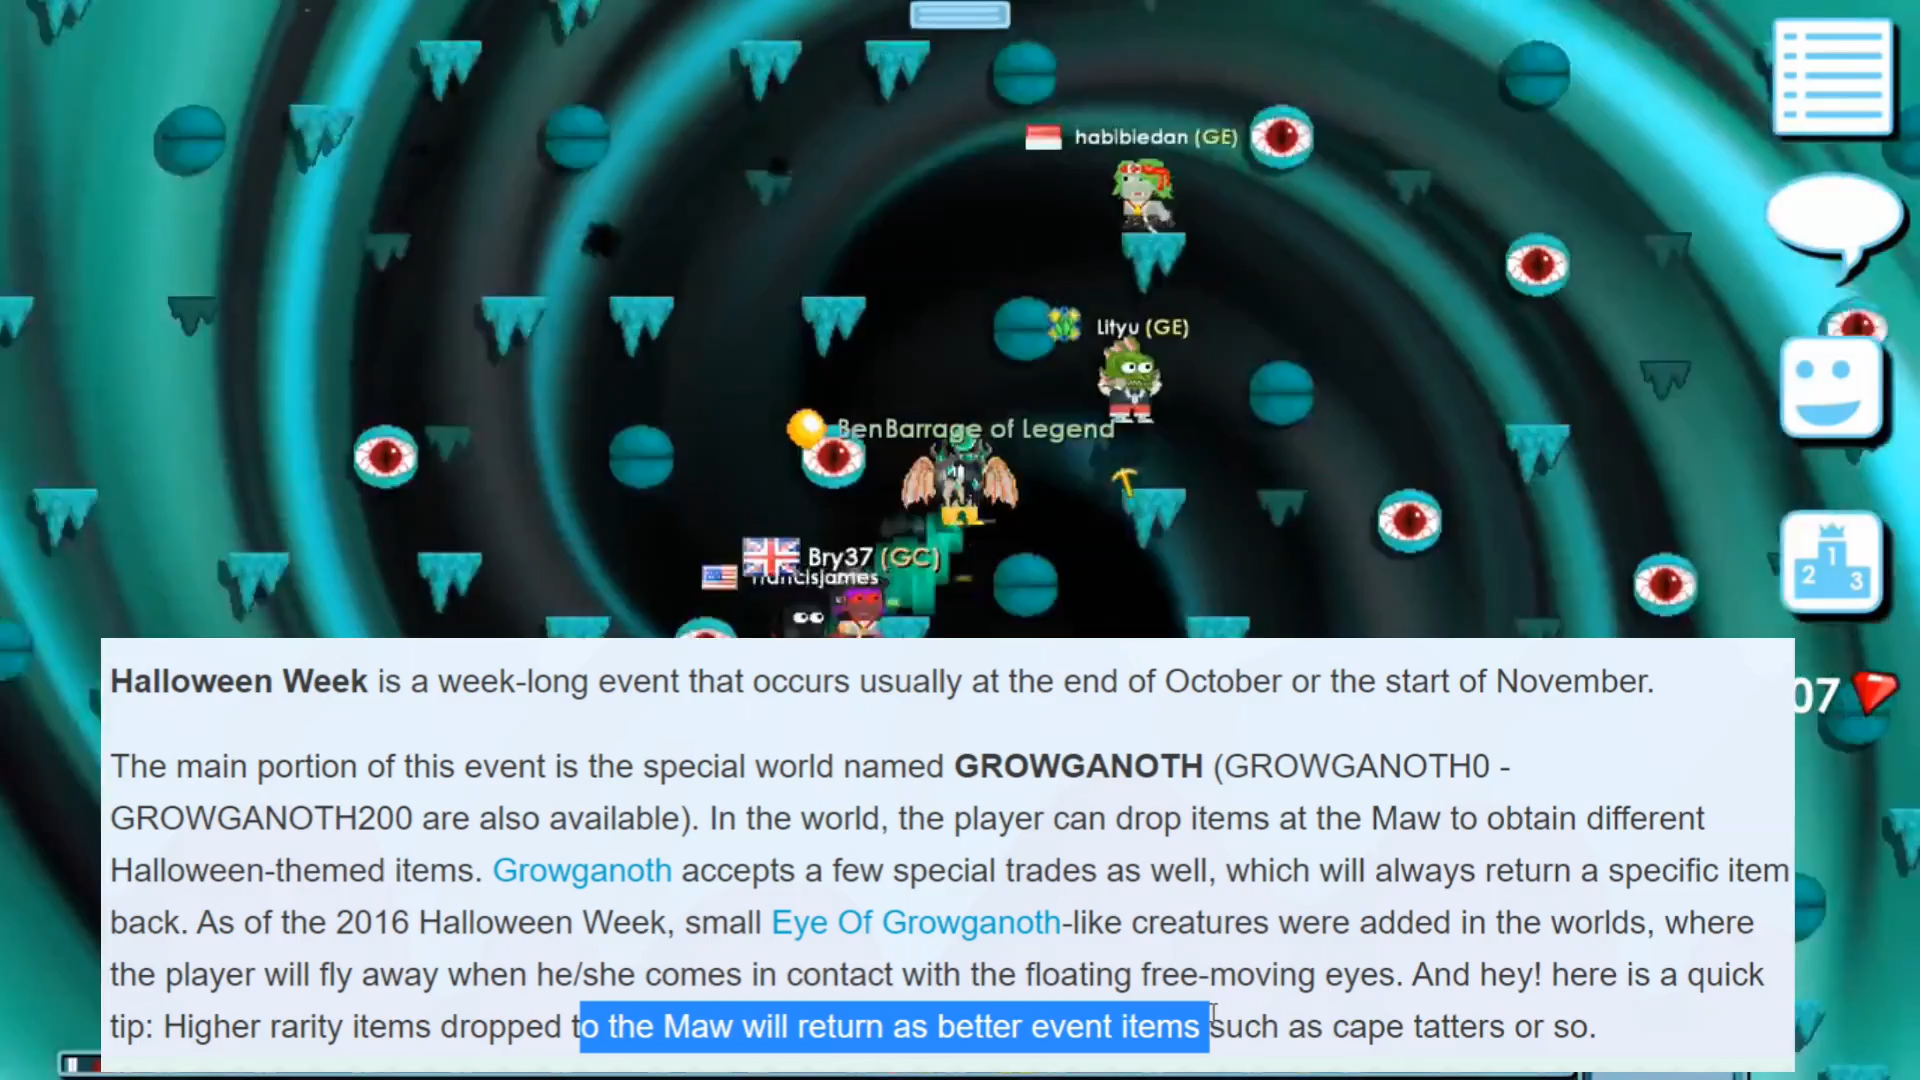 habibiedan (GE)
Lityu (GE)
BenBarrage of Legend
Bry37 (GC)
francisjames
1
2 3
07
Halloween Week is a week-long event that occurs usually at the end of October or the start of November.
The main portion of this event is the special world named GROWGANOTH (GROWGANOTH0 -
GROWGANOTH200 are also available). In the world, the player can drop items at the Maw to obtain different
Halloween-themed items. Growganoth accepts a few special trades as well, which will always return a specific item
back. As of the 2016 Halloween Week, small Eye Of Growganoth-like creatures were added in the worlds, where
the player will fly away when he/she comes in contact with the floating free-moving eyes. And hey! here is a quick
tip: Higher rarity items dropped to the Maw will return as better event items such as cape tatters or so.